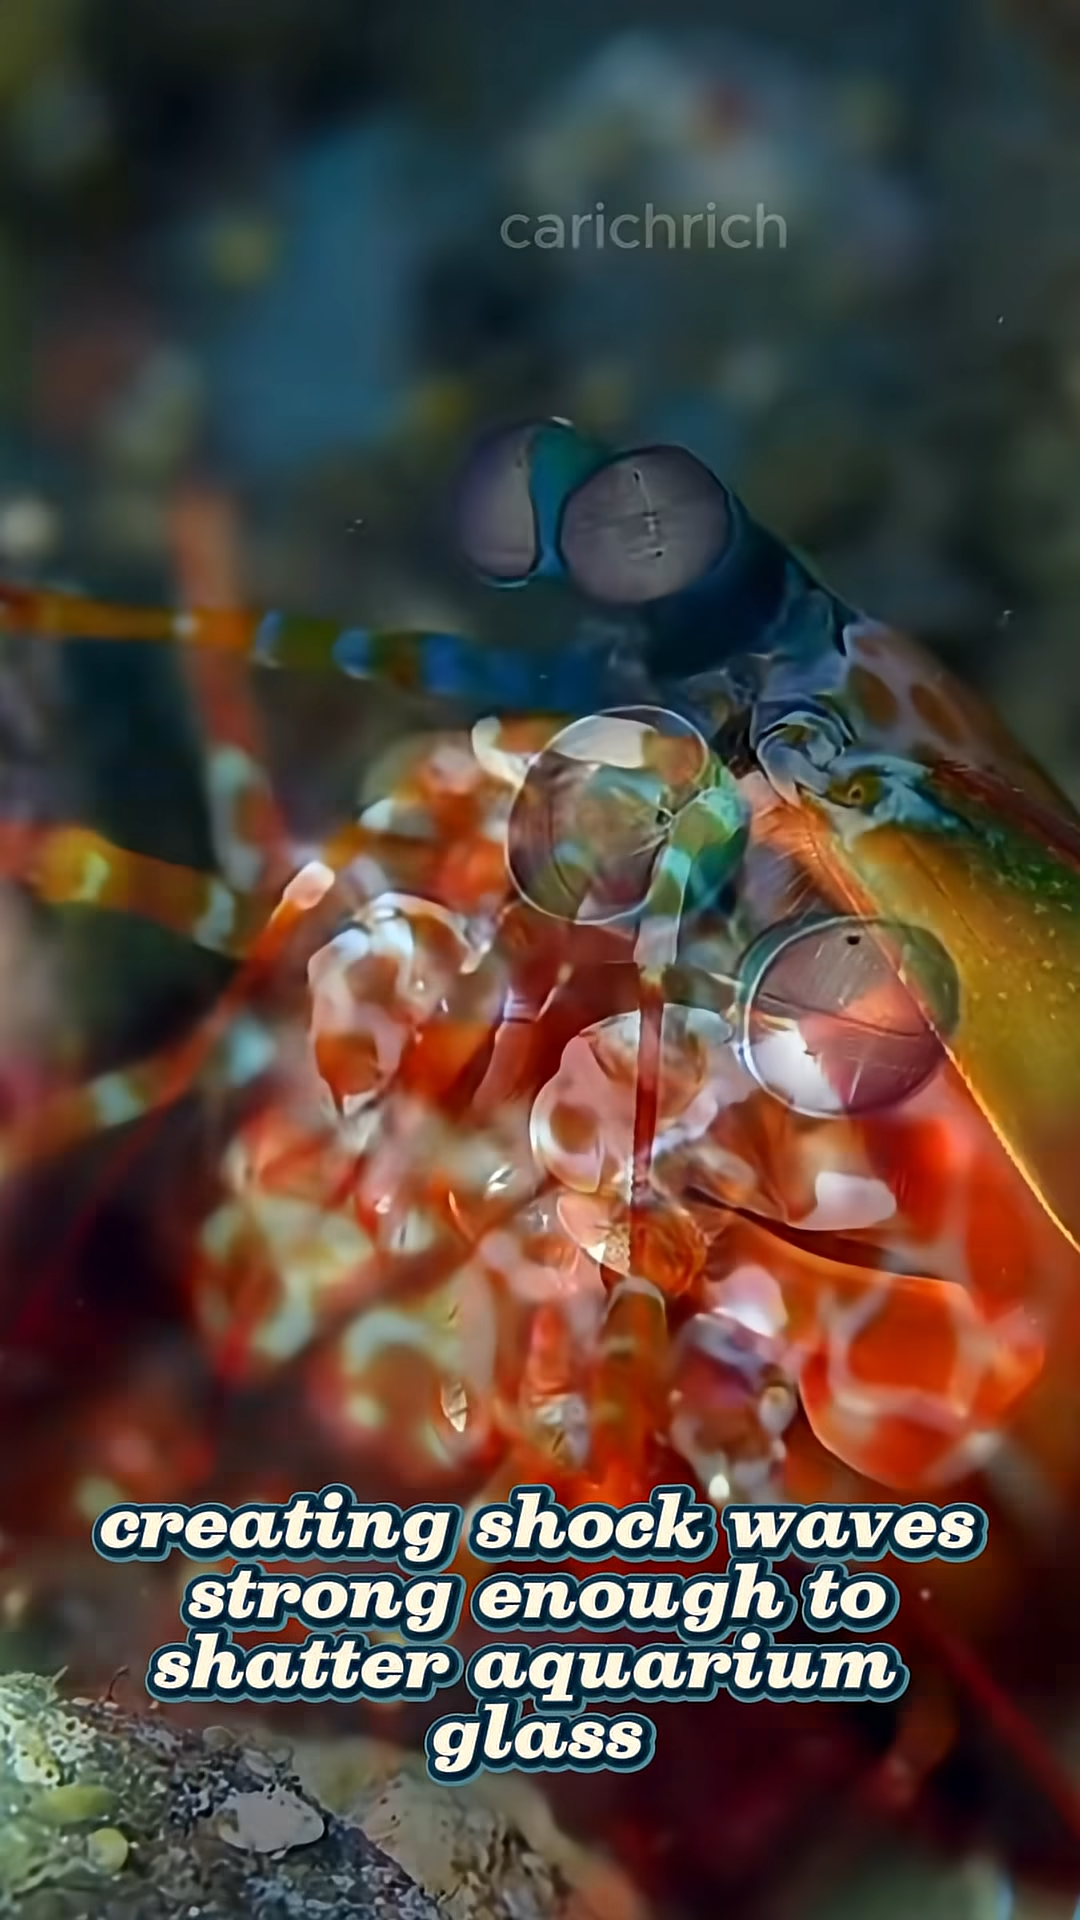 carichrich
creating shock waves
strong enough to
shatter aquarium
glass